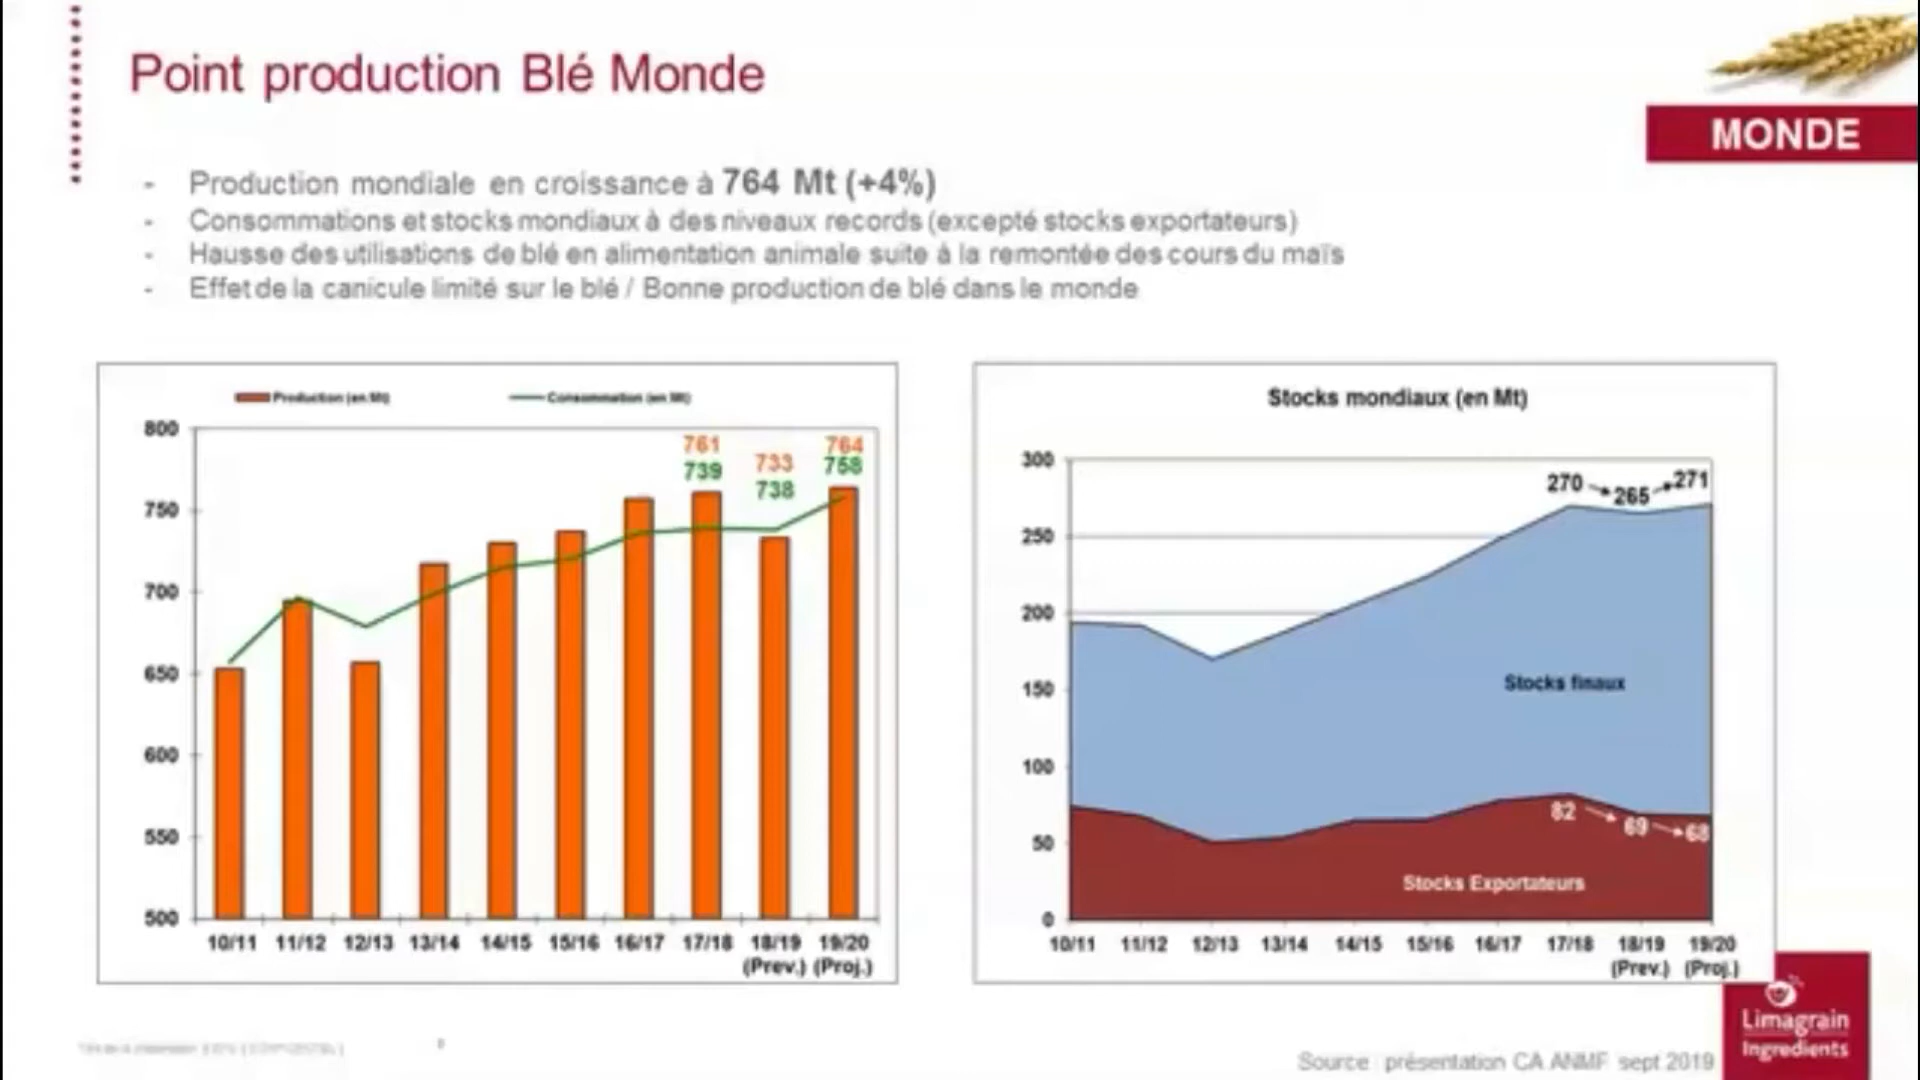 Point production Blé Monde
MONDE
- Production mondiale en croissance à 764 Mt (+4%)
- Consommations et stocks mondiaux à des niveaux records (excepté stocks exportateurs)
- Hausse des utilisations de blé en alimentation animale suite à la remontée des cours du maïs
- Effet de la canicule limité sur le blé / Bonne production de blé dans le monde
Production (en Mt) Consommation (en Mt)
800
750
700
650
600
550
500
761 733 764
739 738 758
10/11 11/12 12/13 13/14 14/15 15/16 16/17 17/18 18/19 19/20
(Prev.) (Proj.)
Stocks mondiaux (en Mt)
300
250
200
150
100
50
0
270 265 271
Stocks finaux
82 69 68
Stocks Exportateurs
10/11 11/12 12/13 13/14 14/15 15/16 16/17 17/18 18/19 19/20
(Prev.) (Proj.)
Limagrain
Ingredients
Source : présentation CA ANMF sept 2019